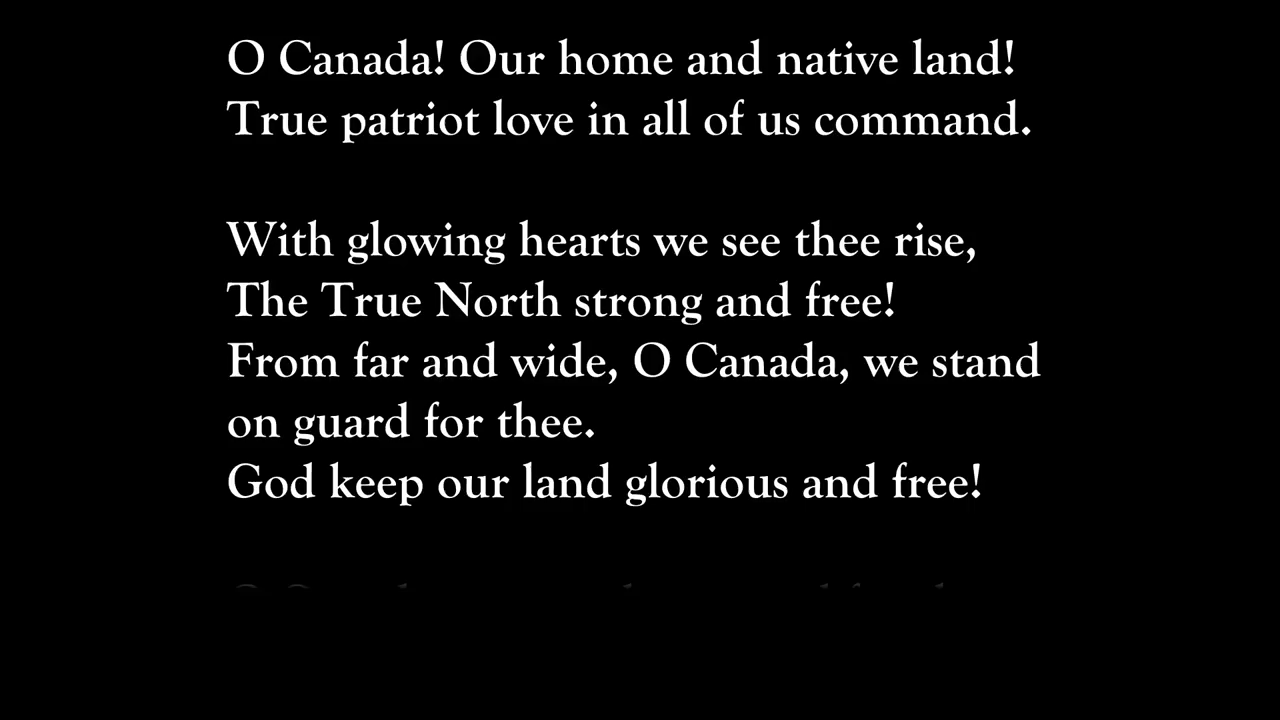 O Canada! Our home and native land!
True patriot love in all of us command.
With glowing hearts we see thee rise,
The True North strong and free!
From far and wide, O Canada, we stand
on guard for thee.
God keep our land glorious and free!